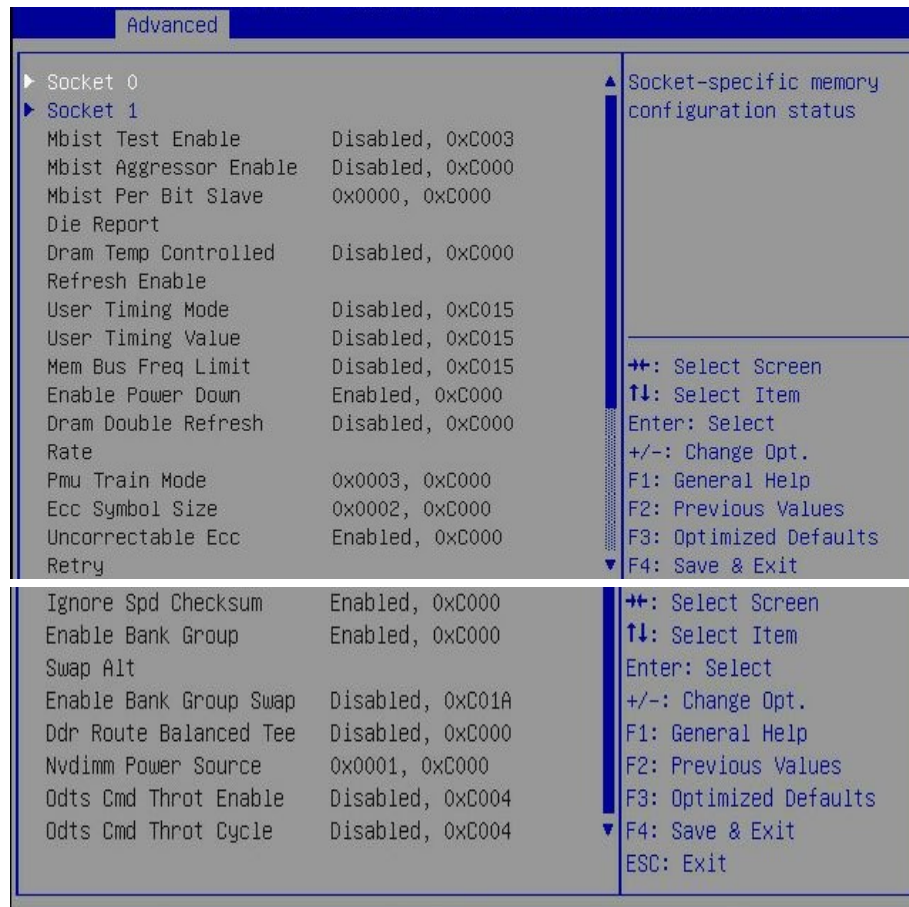 Advanced
Socket 0
Socket 1
Mbist Test Enable Disabled, 0xC003
Mbist Aggressor Enable Disabled, 0xC000
Mbist Per Bit Slave 0x0000, 0xC000
Die Report
Dram Temp Controlled Disabled, 0xC000
Refresh Enable
User Timing Mode Disabled, 0xC015
User Timing Value Disabled, 0xC015
Mem Bus Freq Limit Disabled, 0xC015
Enable Power Down Enabled, 0xC000
Dram Double Refresh Disabled, 0xC000
Rate
Pmu Train Mode 0x0003, 0xC000
Ecc Symbol Size 0x0002, 0xC000
Uncorrectable Ecc Enabled, 0xC000
Retry
Socket-specific memory
configuration status
→←: Select Screen
↑↓: Select Item
Enter: Select
+/-: Change Opt.
F1: General Help
F2: Previous Values
F3: Optimized Defaults
F4: Save & Exit
Ignore Spd Checksum Enabled, 0xC000
Enable Bank Group Enabled, 0xC000
Swap Alt
Enable Bank Group Swap Disabled, 0xC01A
Ddr Route Balanced Tee Disabled, 0xC000
Nvdimm Power Source 0x0001, 0xC000
Odts Cmd Throt Enable Disabled, 0xC004
Odts Cmd Throt Cycle Disabled, 0xC004
→←: Select Screen
↑↓: Select Item
Enter: Select
+/-: Change Opt.
F1: General Help
F2: Previous Values
F3: Optimized Defaults
F4: Save & Exit
ESC: Exit